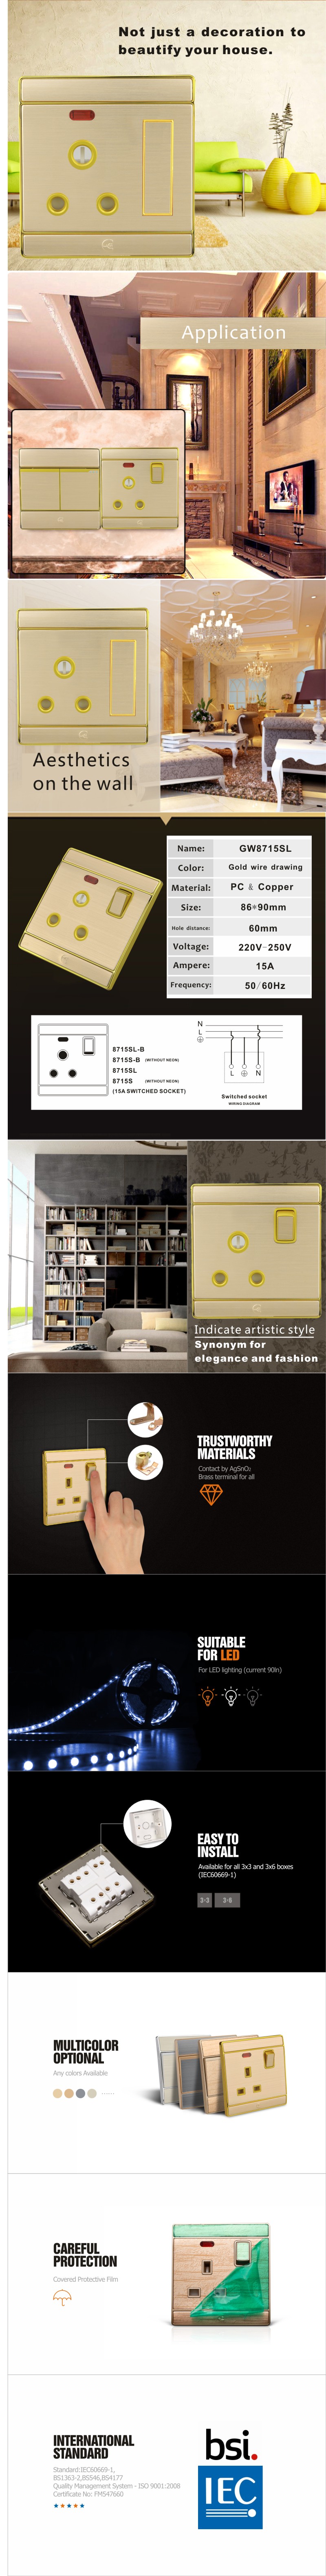 Not just a decoration to
beautify your house.
Application
Aesthetics
on the wall
Name: GW8715SL
Color: Gold wire drawing
Material: PC & Copper
Size: 86*90mm
Hole distance: 60mm
Voltage: 220V-250V
Ampere: 15A
Frequency: 50/60Hz
8715SL-B
8715S-B (WITHOUT NEON)
8715SL
8715S (WITHOUT NEON)
(15A SWITCHED SOCKET)
N
L
L N
Switched socket
WIRING DIAGRAM
Indicate artistic style
Synonym for
elegance and fashion
TRUSTWORTHY
MATERIALS
Contact by AgSnO₂
Brass terminal for all
SUITABLE
FOR LED
For LED lighting (current 90In)
EASY TO
INSTALL
Available for all 3x3 and 3x6 boxes
(IEC60669-1)
3-3 3-6
MULTICOLOR
OPTIONAL
Any colors Available
CAREFUL
PROTECTION
Covered Protective Film
INTERNATIONAL
STANDARD
Standard:IEC60669-1,
BS1363-2,BS546,BS4177
Quality Management System - ISO 9001:2008
Certificate No: FM547660
bsi.
IEC